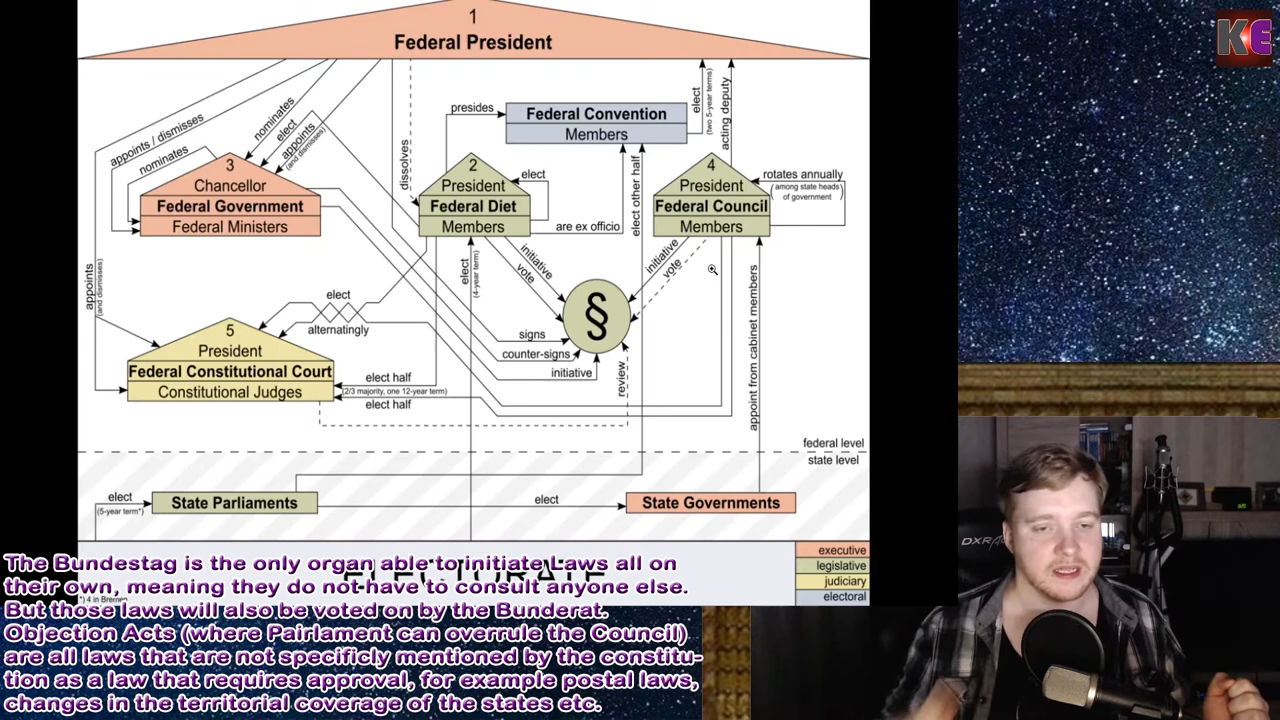 KE
1
Federal President
presides
Federal Convention
Members
elect
(two 5-year terms)
acting deputy
appoints / dismisses
nominates
nominates
elect
appoints
(and dismisses)
dissolves
3
Chancellor
Federal Government
Federal Ministers
2
President
Federal Diet
Members
elect
are ex officio
elect other half
4
President
Federal Council
Members
rotates annually
(among state heads
of government)
initiative
vote
initiative
vote
elect
(4-year term)
§
appoints
(and dismisses)
elect
alternatingly
signs
counter-signs
initiative
review
appoint from cabinet members
5
President
Federal Constitutional Court
Constitutional Judges
elect half
(2/3 majority, one 12-year term)
elect half
federal level
state level
elect
(5-year term*)
State Parliaments
elect
State Governments
ELECTORATE
*) 4 in Bremen
executive
legislative
judiciary
electoral
DXRA
The Bundestag is the only organ able to initiate Laws all on
their own, meaning they do not have to consult anyone else.
But those laws will also be voted on by the Bunderat.
Objection Acts (where Pairlament can overrule the Council)
are all laws that are not specificly mentioned by the constitu-
tion as a law that requires approval, for example postal laws,
changes in the territorial coverage of the states etc.